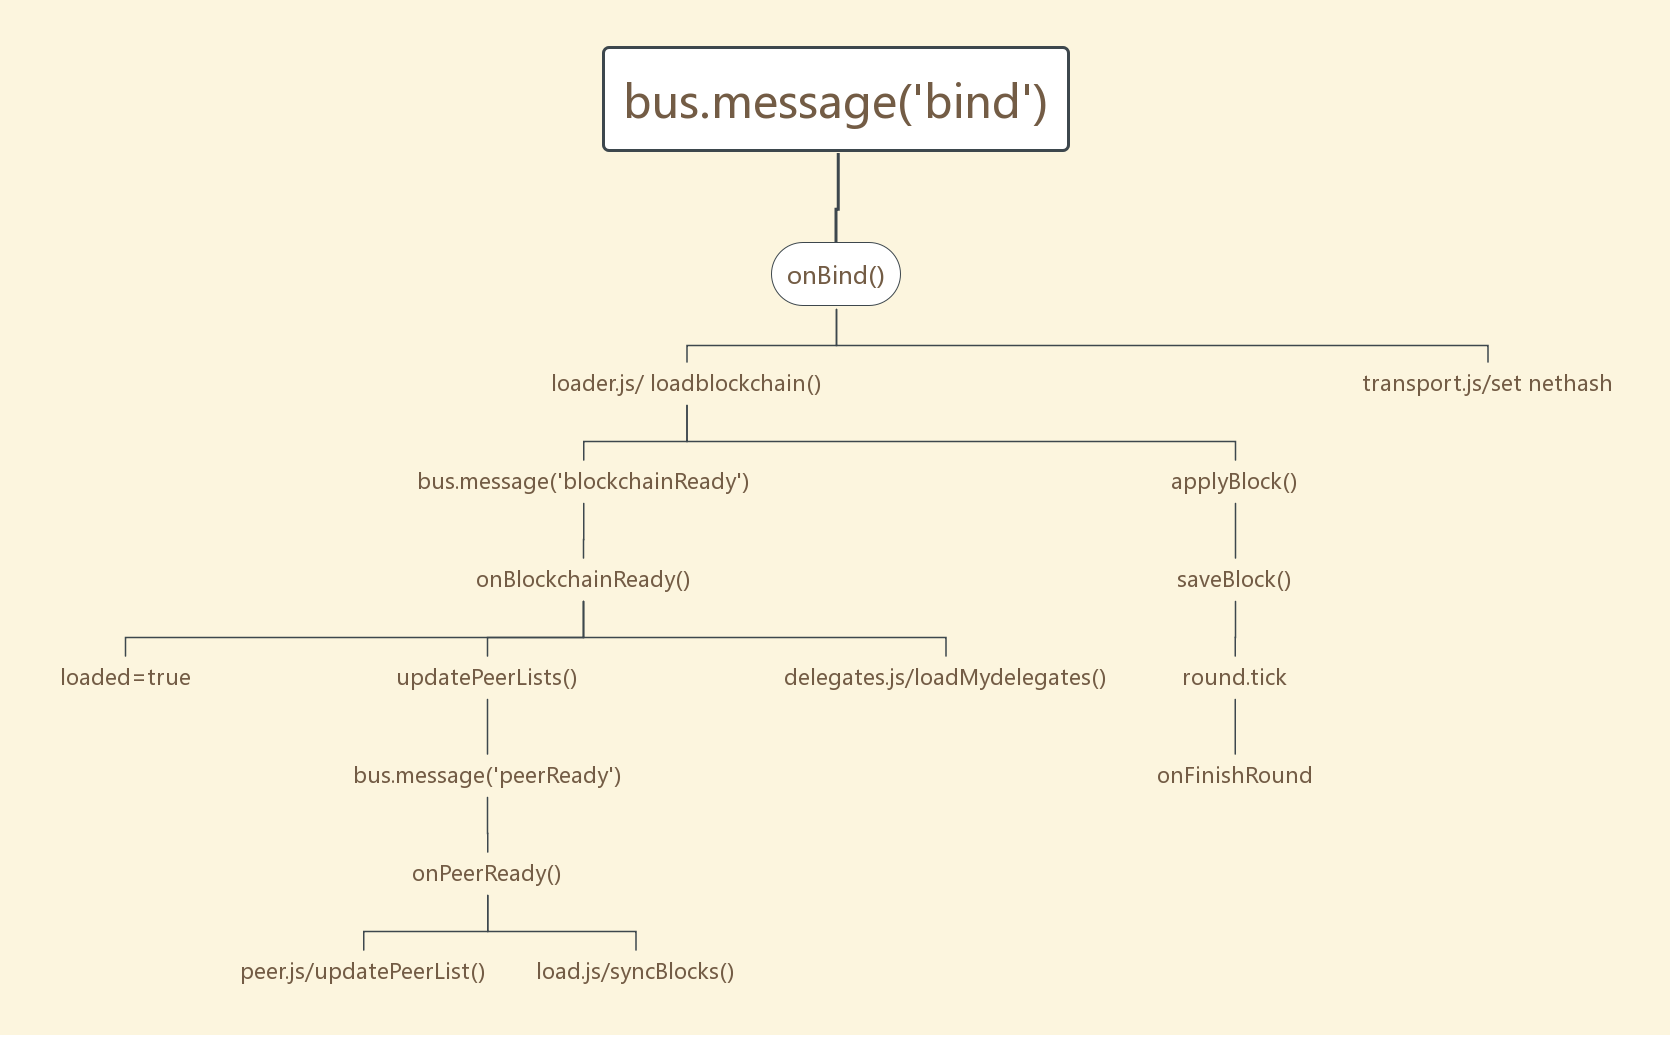 bus.message('bind')
onBind()
loader.js/ loadblockchain()
transport.js/set nethash
bus.message('blockchainReady')
applyBlock()
onBlockchainReady()
saveBlock()
loaded=true
updatePeerLists()
delegates.js/loadMydelegates()
round.tick
bus.message('peerReady')
onFinishRound
onPeerReady()
peer.js/updatePeerList()
load.js/syncBlocks()